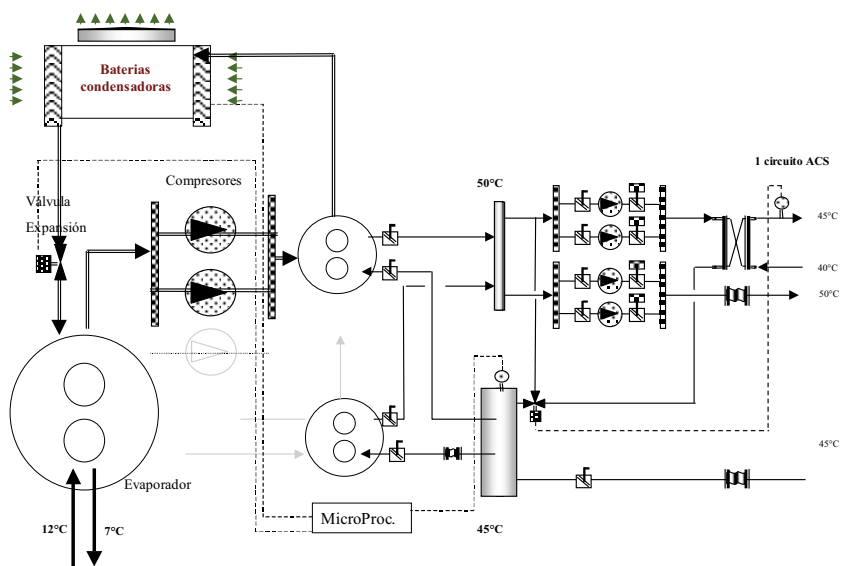 Baterias
condensadoras
1 circuito ACS
50°C
Compresores
Válvula
Expansión
45°C
40°C
50°C
45°C
Evaporador
MicroProc.
12°C
7°C
45°C